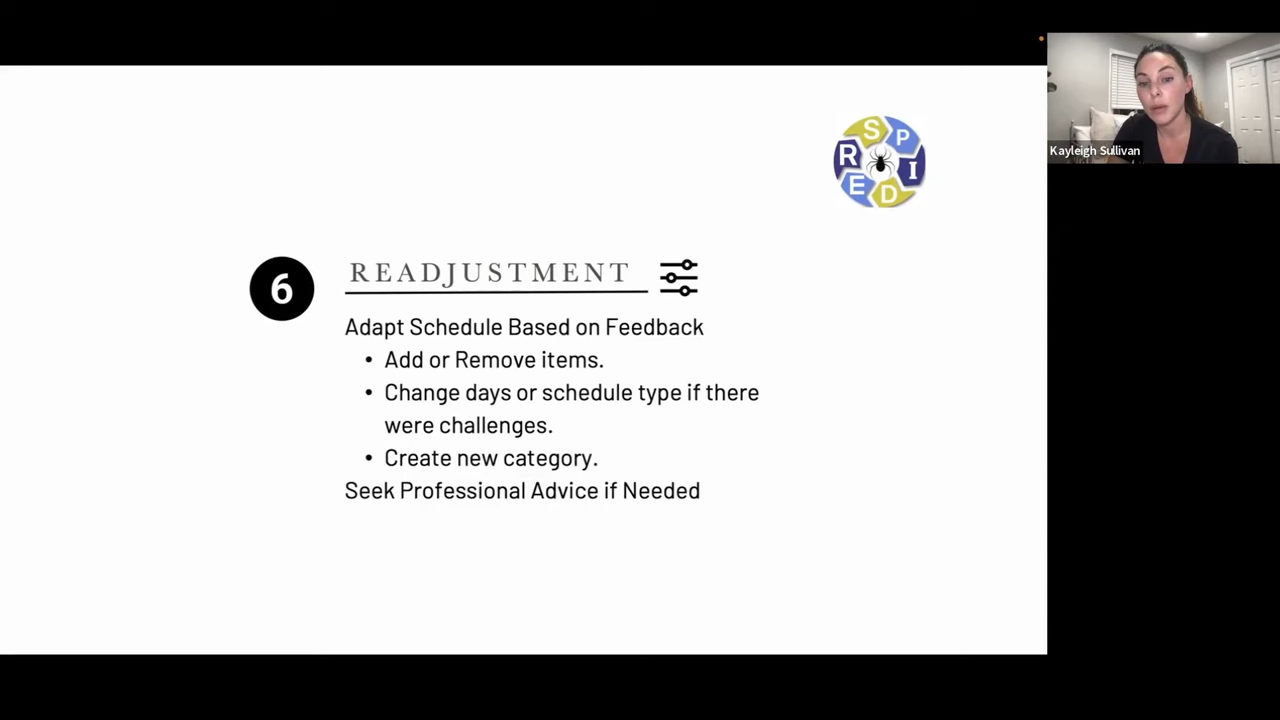 S
P
I
D
E
R
Kayleigh Sullivan
6
READJUSTMENT
Adapt Schedule Based on Feedback
• Add or Remove items.
• Change days or schedule type if there
were challenges.
• Create new category.
Seek Professional Advice if Needed